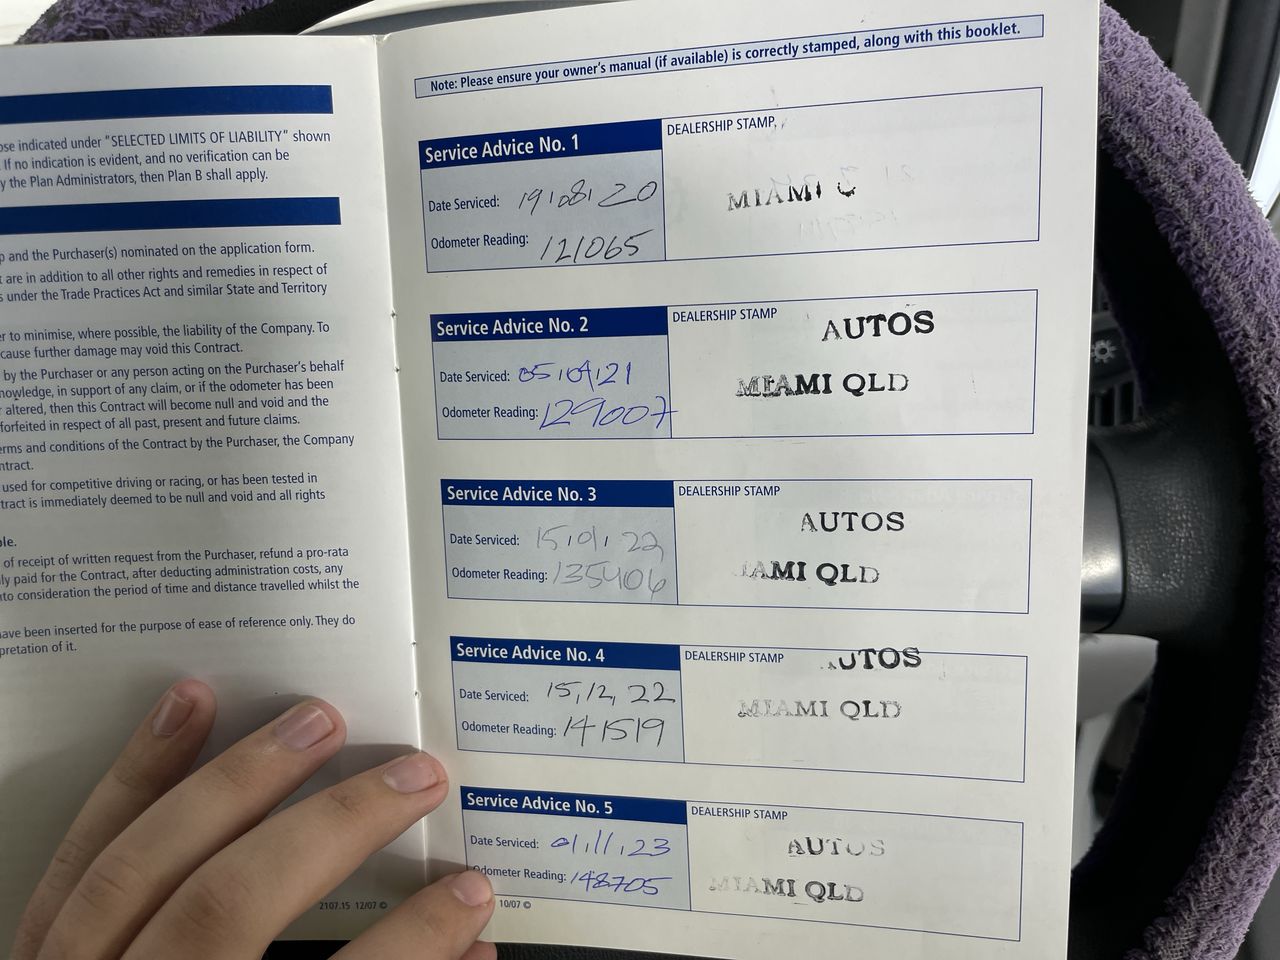 ose indicated under "SELECTED LIMITS OF LIABILITY" shown
. If no indication is evident, and no verification can be
y the Plan Administrators, then Plan B shall apply.
p and the Purchaser(s) nominated on the application form.
t are in addition to all other rights and remedies in respect of
s under the Trade Practices Act and similar State and Territory
er to minimise, where possible, the liability of the Company. To
cause further damage may void this Contract.
by the Purchaser or any person acting on the Purchaser's behalf
nowledge, in support of any claim, or if the odometer has been
r altered, then this Contract will become null and void and the
forfeited in respect of all past, present and future claims.
erms and conditions of the Contract by the Purchaser, the Company
ntract.
used for competitive driving or racing, or has been tested in
tract is immediately deemed to be null and void and all rights
ble.
of receipt of written request from the Purchaser, refund a pro-rata
ly paid for the Contract, after deducting administration costs, any
nto consideration the period of time and distance travelled whilst the
have been inserted for the purpose of ease of reference only. They do
pretation of it.
2107.15 12/07 ©
Note: Please ensure your owner's manual (if available) is correctly stamped, along with this booklet.
Service Advice No. 1
Date Serviced: 19,08,20
Odometer Reading: 121065
DEALERSHIP STAMP
MIAMI
Service Advice No. 2
Date Serviced: 05,04,21
Odometer Reading: 129007
DEALERSHIP STAMP
AUTOS
MIAMI QLD
Service Advice No. 3
Date Serviced: 15,01,22
Odometer Reading: 135406
DEALERSHIP STAMP
AUTOS
IAMI QLD
Service Advice No. 4
Date Serviced: 15,12,22
Odometer Reading: 141519
DEALERSHIP STAMP
AUTOS
MIAMI QLD
Service Advice No. 5
Date Serviced: 01,11,23
Odometer Reading: 148705
DEALERSHIP STAMP
AUTOS
MIAMI QLD
10/07 ©